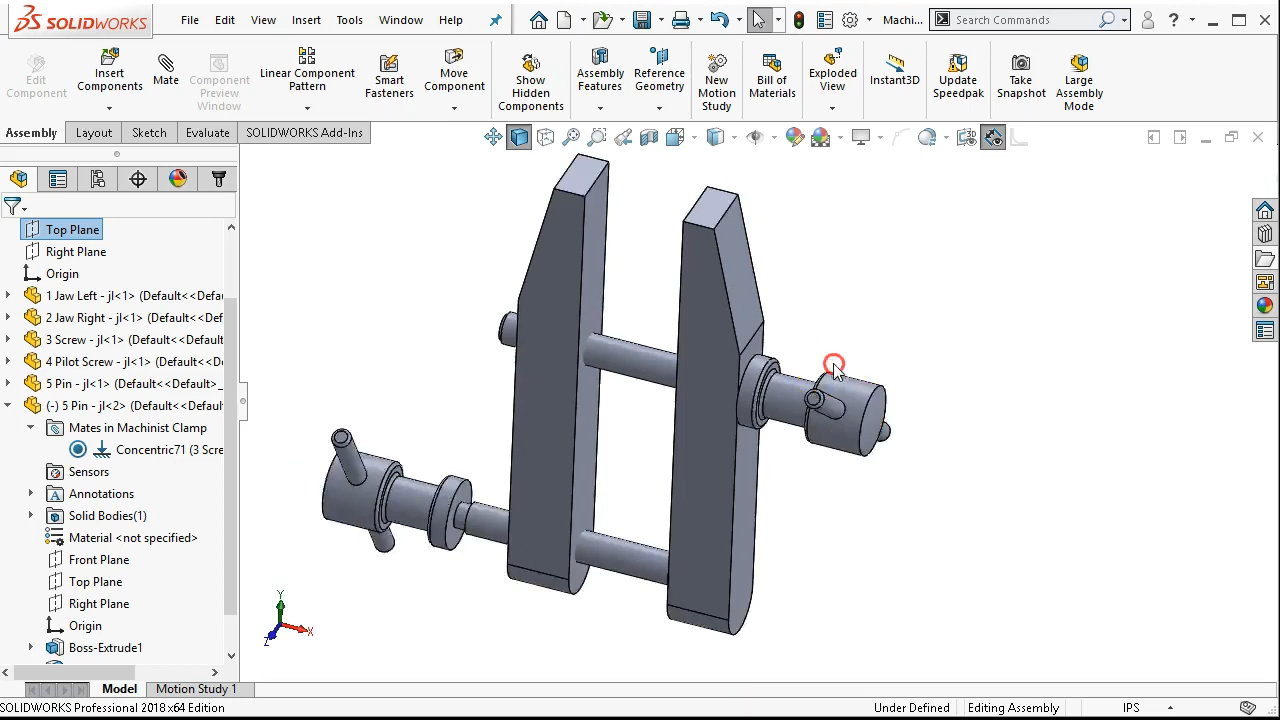 SOLIDWORKS
File Edit View Insert Tools Window Help
Machi...
Search Commands
Edit Component
Insert Components
Mate
Component Preview Window
Linear Component Pattern
Smart Fasteners
Move Component
Show Hidden Components
Assembly Features
Reference Geometry
New Motion Study
Bill of Materials
Exploded View
Instant3D
Update Speedpak
Take Snapshot
Large Assembly Mode
Assembly Layout Sketch Evaluate SOLIDWORKS Add-Ins
Top Plane
Right Plane
Origin
1 Jaw Left - jl<1> (Default<<Defau
2 Jaw Right - jl<1> (Default<<Def
3 Screw - jl<1> (Default<<Default
4 Pilot Screw - jl<1> (Default<<De
5 Pin - jl<1> (Default<<Default>_
(-) 5 Pin - jl<2> (Default<<Default
Mates in Machinist Clamp
Concentric71 (3 Scre
Sensors
Annotations
Solid Bodies(1)
Material <not specified>
Front Plane
Top Plane
Right Plane
Origin
Boss-Extrude1
Y
X
Z
Model Motion Study 1
SOLIDWORKS Professional 2018 x64 Edition
Under Defined Editing Assembly IPS